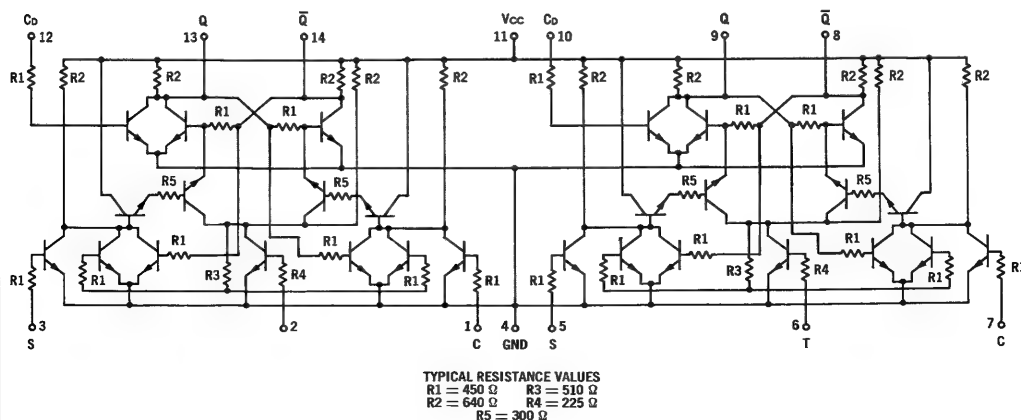 CD Q Q̅ VCC CD Q Q̅
12 13 14 11 10 9 8
R1 R2 R2 R2 R2 R2 R1 R2 R2 R2 R2 R2
R1 R1 R1 R1
R5 R5 R5 R5
R1 R1 R1 R1
R1 R1 R3 R4 R1 R1 R1 R1 R3 R4 R1 R1
3 2 1 4 5 6 7
S C GND S T C
TYPICAL RESISTANCE VALUES
R1 = 450 Ω R3 = 510 Ω
R2 = 640 Ω R4 = 225 Ω
R5 = 300 Ω